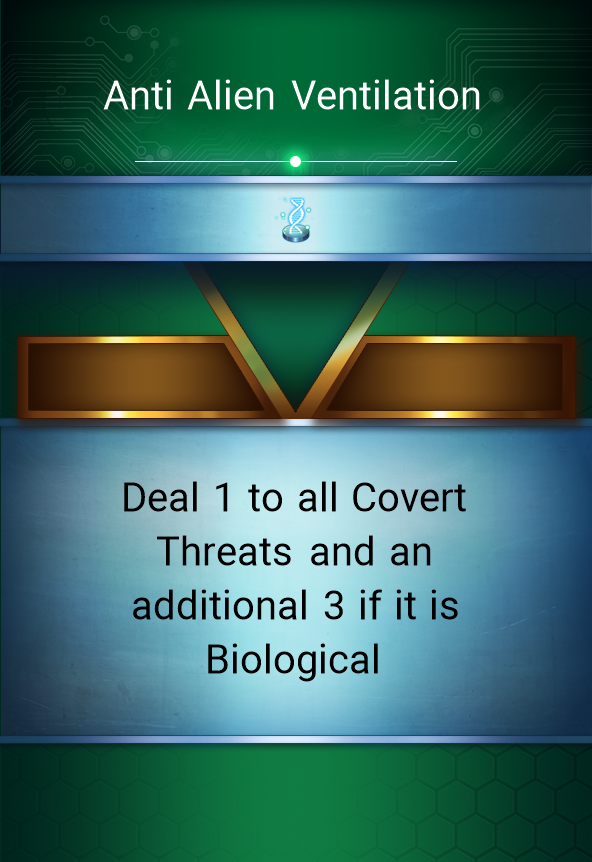 Anti Alien Ventilation
Deal 1 to all Covert
Threats and an
additional 3 if it is
Biological